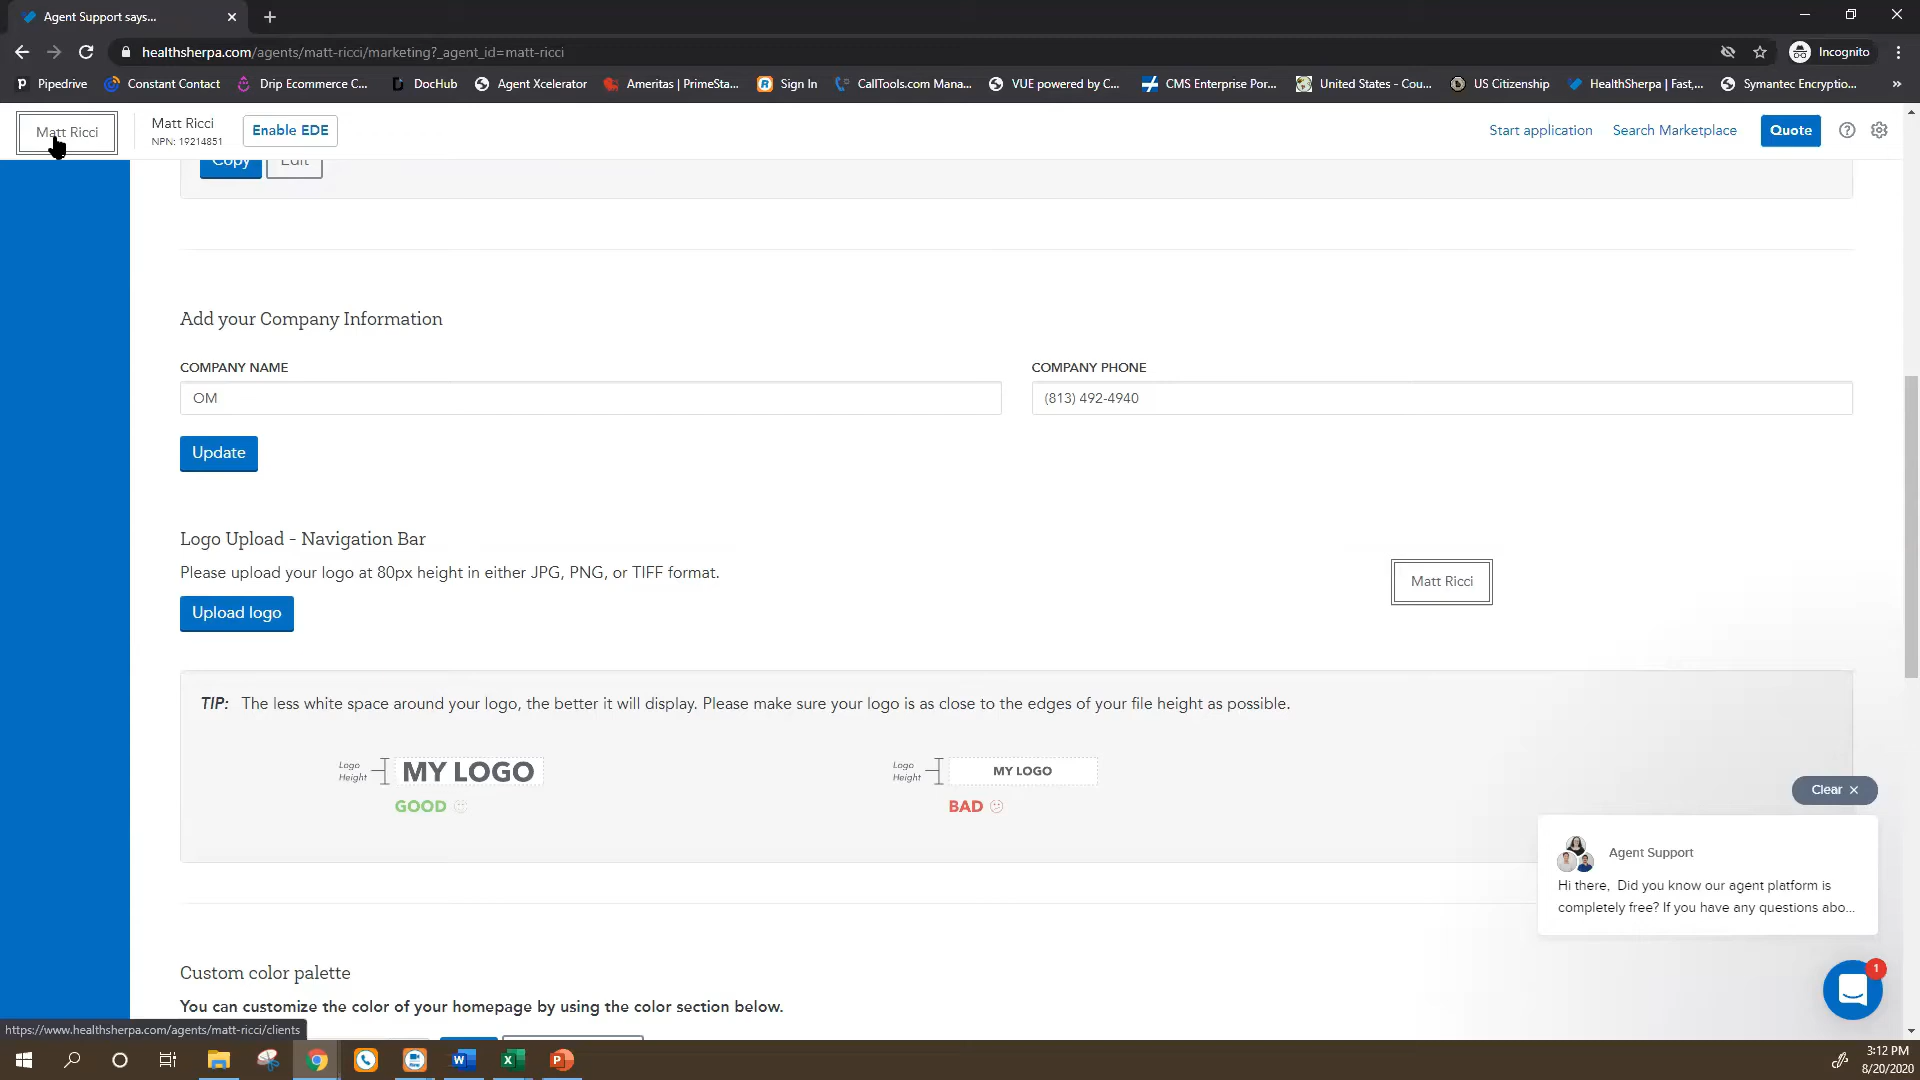 Agent Support says...
healthsherpa.com/agents/matt-ricci/marketing?_agent_id=matt-ricci
Incognito
Pipedrive
Constant Contact
Drip Ecommerce C...
DocHub
Agent Xcelerator
Ameritas | PrimeSta...
Sign In
CallTools.com Mana...
VUE powered by C...
CMS Enterprise Por...
United States - Cou...
US Citizenship
HealthSherpa | Fast,...
Symantec Encryptio...
»
Matt Ricci
Matt Ricci
NPN: 19214851
Enable EDE
Start application
Search Marketplace
Quote
Copy
Edit
Add your Company Information
COMPANY NAME
COMPANY PHONE
OM
(813) 492-4940
Update
Logo Upload - Navigation Bar
Please upload your logo at 80px height in either JPG, PNG, or TIFF format.
Matt Ricci
Upload logo
TIP: The less white space around your logo, the better it will display. Please make sure your logo is as close to the edges of your file height as possible.
Logo
Height
MY LOGO
GOOD
Logo
Height
MY LOGO
BAD
Clear ×
Agent Support
Hi there, Did you know our agent platform is
completely free? If you have any questions abo...
1
Custom color palette
You can customize the color of your homepage by using the color section below.
https://www.healthsherpa.com/agents/matt-ricci/clients
3:12 PM
8/20/2020